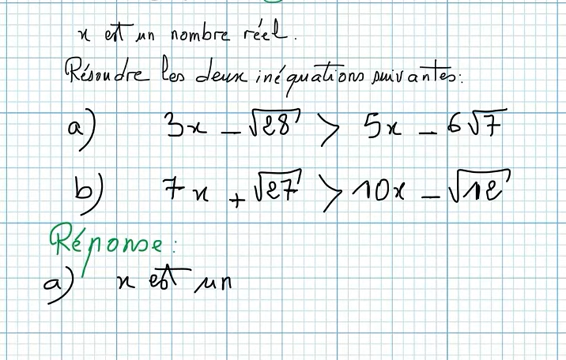 x est un nombre réel.
Résoudre les deux inéquations suivantes:
a) 3x - √28 > 5x - 6√7
b) 7x + √27 > 10x - √12
Réponse:
a) x est un